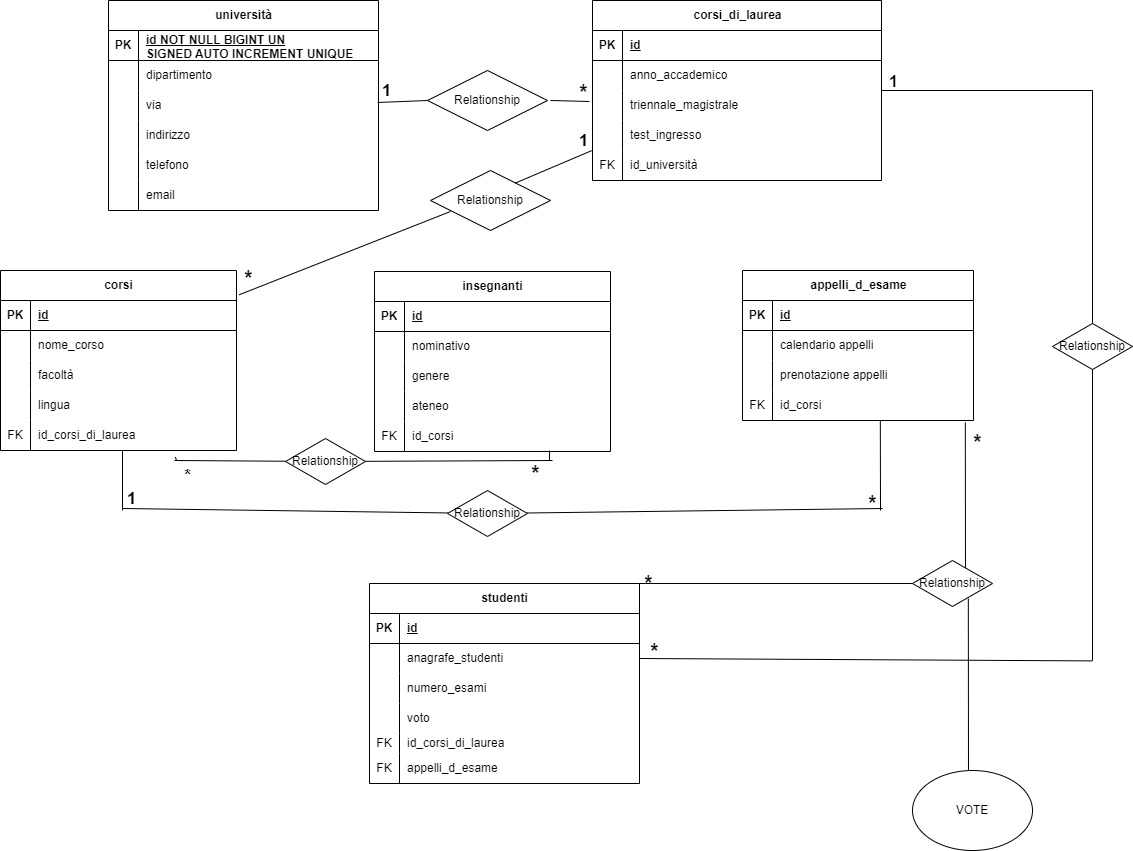 università
PK id NOT NULL BIGINT UN
SIGNED AUTO INCREMENT UNIQUE
dipartimento
via
indirizzo
telefono
email
corsi_di_laurea
PK id
anno_accademico
triennale_magistrale
test_ingresso
FK id_università
1 Relationship *
1
Relationship
*
1
Relationship
corsi
PK id
nome_corso
facoltà
lingua
FK id_corsi_di_laurea
insegnanti
PK id
nominativo
genere
ateneo
FK id_corsi
appelli_d_esame
PK id
calendario appelli
prenotazione appelli
FK id_corsi
*
* Relationship *
1 Relationship *
* Relationship
*
studenti
PK id
anagrafe_studenti
numero_esami
voto
FK id_corsi_di_laurea
FK appelli_d_esame
VOTE